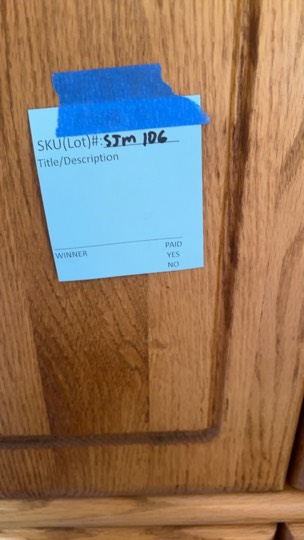 SKU(Lot)#: SJM 106
Title/Description
PAID
WINNER YES
NO